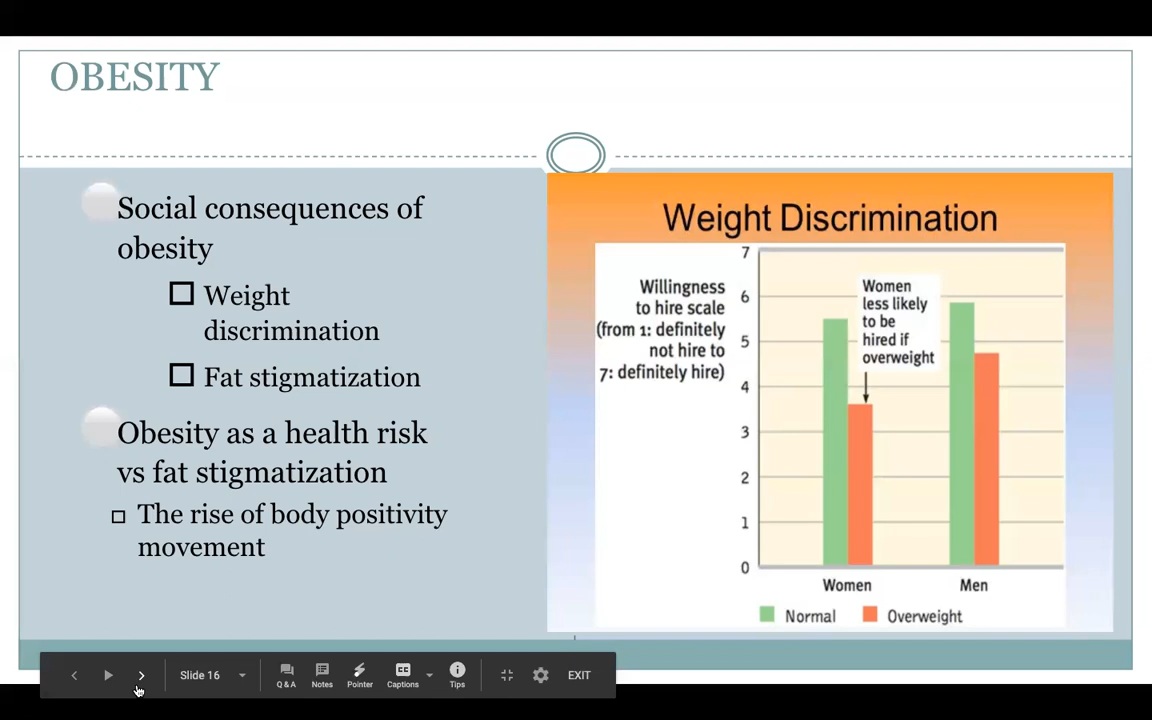 OBESITY
Social consequences of
obesity
Weight
discrimination
Fat stigmatization
Obesity as a health risk
vs fat stigmatization
The rise of body positivity
movement
Weight Discrimination
Willingness
to hire scale
(from 1: definitely
not hire to
7: definitely hire)
7
6
5
4
3
2
1
0
Women
less likely
to be
hired if
overweight
Women
Men
Normal
Overweight
Slide 16
Q & A
Notes
Pointer
CC
Captions
Tips
EXIT